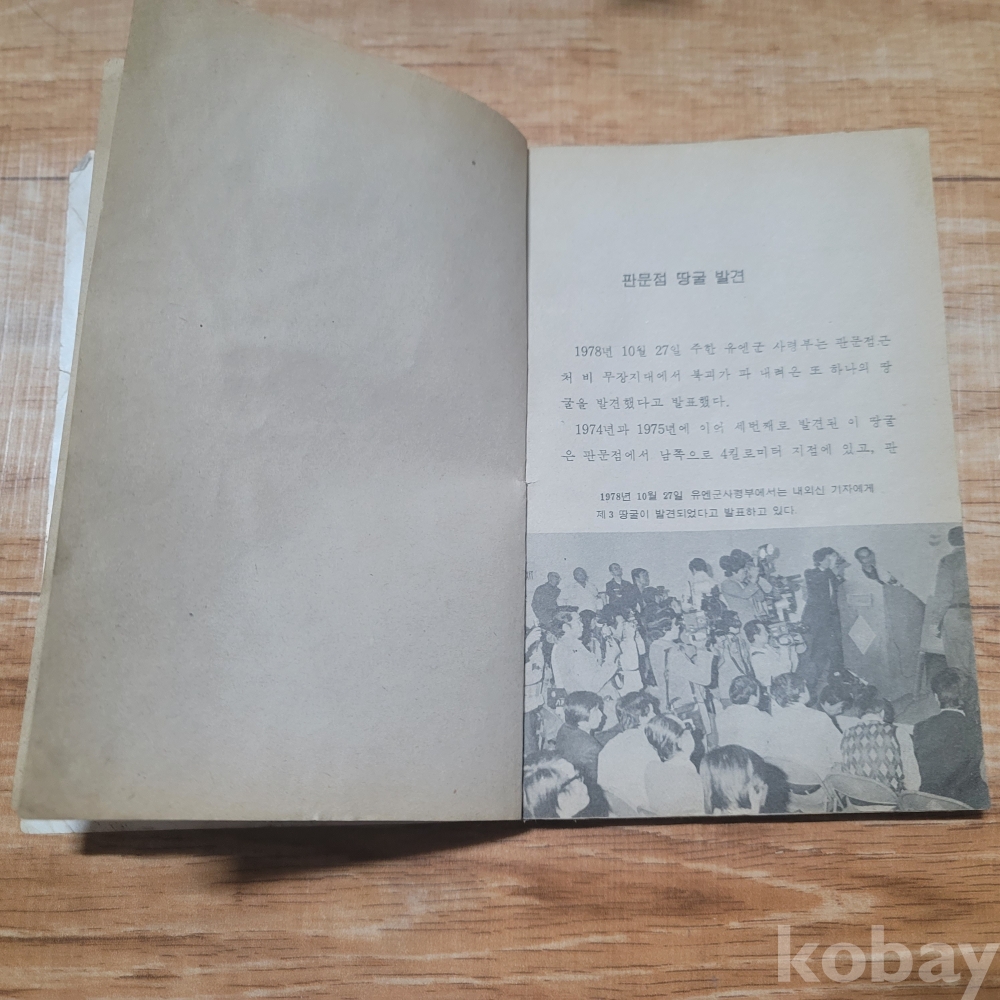 판문점 땅굴 발견
1978년 10월 27일 주한 유엔군 사령부는 판문점근
처 비 무장지대에서 북괴가 파 내려온 또 하나의 땅
굴을 발견했다고 발표했다.
1974년과 1975년에 이어 세번째로 발견된 이 땅굴
은 판문점에서 남쪽으로 4킬로미터 지점에 있고, 판
1978년 10월 27일 유엔군사령부에서는 내외신 기자에게
제3 땅굴이 발견되었다고 발표하고 있다.
kobay